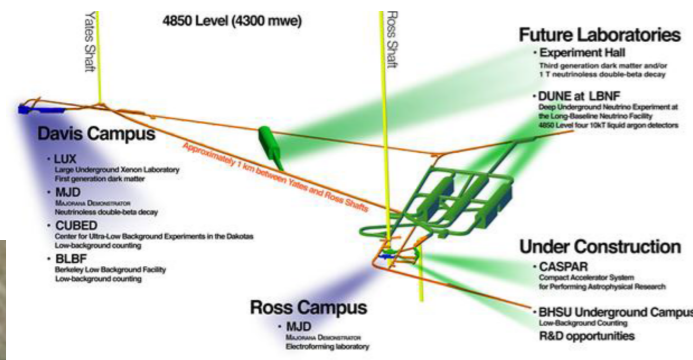 4850 Level (4300 mwe)
Yates Shaft
Ross Shaft
Future Laboratories
• Experiment Hall
Third generation dark matter and/or
1 T neutrinoless double-beta decay
• DUNE at LBNF
Deep Underground Neutrino Experiment at
the Long-Baseline Neutrino Facility
4850 Level four 10kT liquid argon detectors
Davis Campus
• LUX
Large Underground Xenon Laboratory
First generation dark matter
• MJD
MAJORANA DEMONSTRATOR
Neutrinoless double-beta decay
• CUBED
Center for Ultra-Low Background Experiments in the Dakotas
Low-background counting
• BLBF
Berkeley Low Background Facility
Low-background counting
Approximately 1 km between Yates and Ross Shafts
Ross Campus
• MJD
MAJORANA DEMONSTRATOR
Electroforming laboratory
Under Construction
• CASPAR
Compact Accelerator System
for Performing Astrophysical Research
• BHSU Underground Campus
Low-Background Counting
R&D opportunities